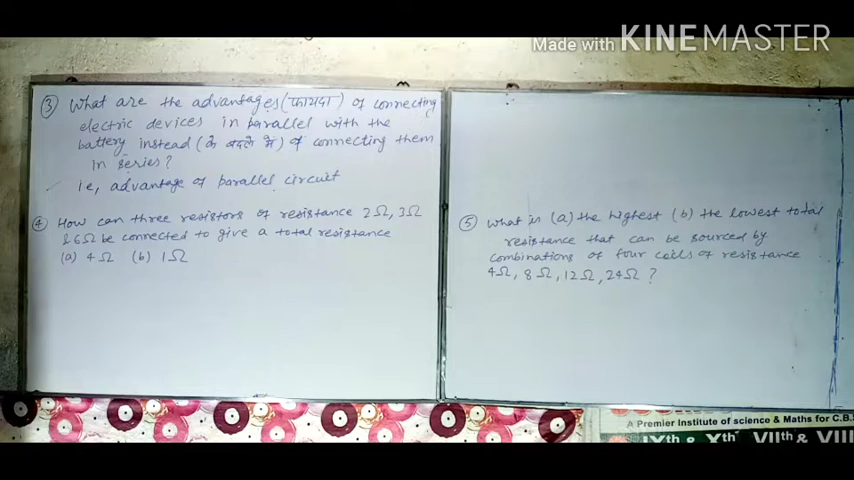 Made with KINEMASTER
③ What are the advantages (फायदा) of connecting
electric devices in parallel with the
battery instead (के बदले में) of connecting them
in series?
ie, advantage of parallel circuit
④ How can three resistors of resistance 2Ω, 3Ω
& 6Ω be connected to give a total resistance
(a) 4Ω (b) 1Ω
⑤ What is (a) the highest (b) the lowest total
resistance that can be sourced by
combinations of four coils of resistance
4Ω, 8Ω, 12Ω, 24Ω ?
A Premier Institute of science & Maths for C.B.
IXth & Xth VIIth & VIII